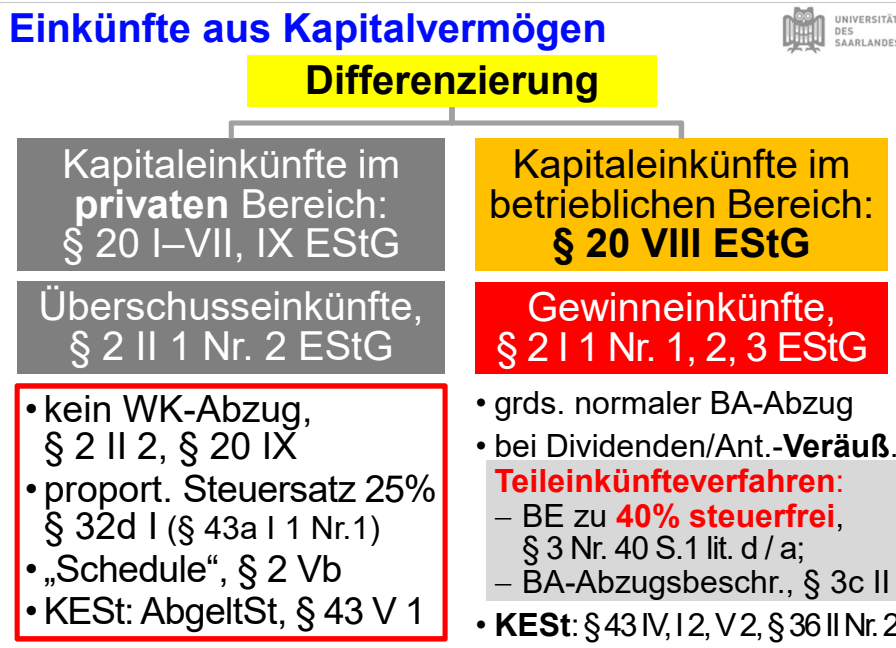 Einkünfte aus Kapitalvermögen
UNIVERSITÄT
DES
SAARLANDES
Differenzierung
Kapitaleinkünfte im
privaten Bereich:
§ 20 I–VII, IX EStG
Kapitaleinkünfte im
betrieblichen Bereich:
§ 20 VIII EStG
Überschusseinkünfte,
§ 2 II 1 Nr. 2 EStG
Gewinneinkünfte,
§ 2 I 1 Nr. 1, 2, 3 EStG
• kein WK-Abzug,
§ 2 II 2, § 20 IX
• proport. Steuersatz 25%
§ 32d I (§ 43a I 1 Nr.1)
• „Schedule“, § 2 Vb
• KESt: AbgeltSt, § 43 V 1
• grds. normaler BA-Abzug
• bei Dividenden/Ant.-Veräuß.
Teileinkünfteverfahren:
– BE zu 40% steuerfrei,
§ 3 Nr. 40 S.1 lit. d / a;
– BA-Abzugsbeschr., § 3c II
• KESt: § 43 IV, I 2, V 2, § 36 II Nr. 2